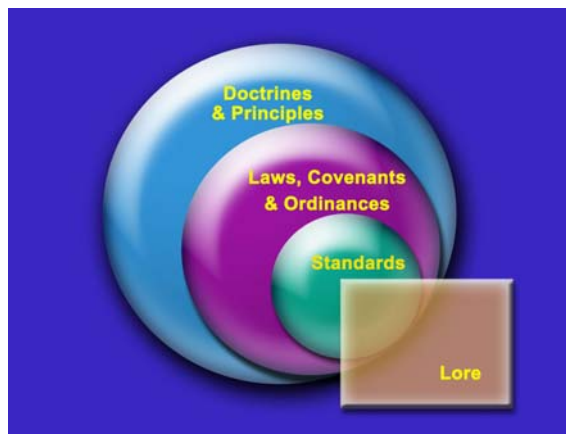 Doctrines
& Principles
Laws, Covenants
& Ordinances
Standards
Lore